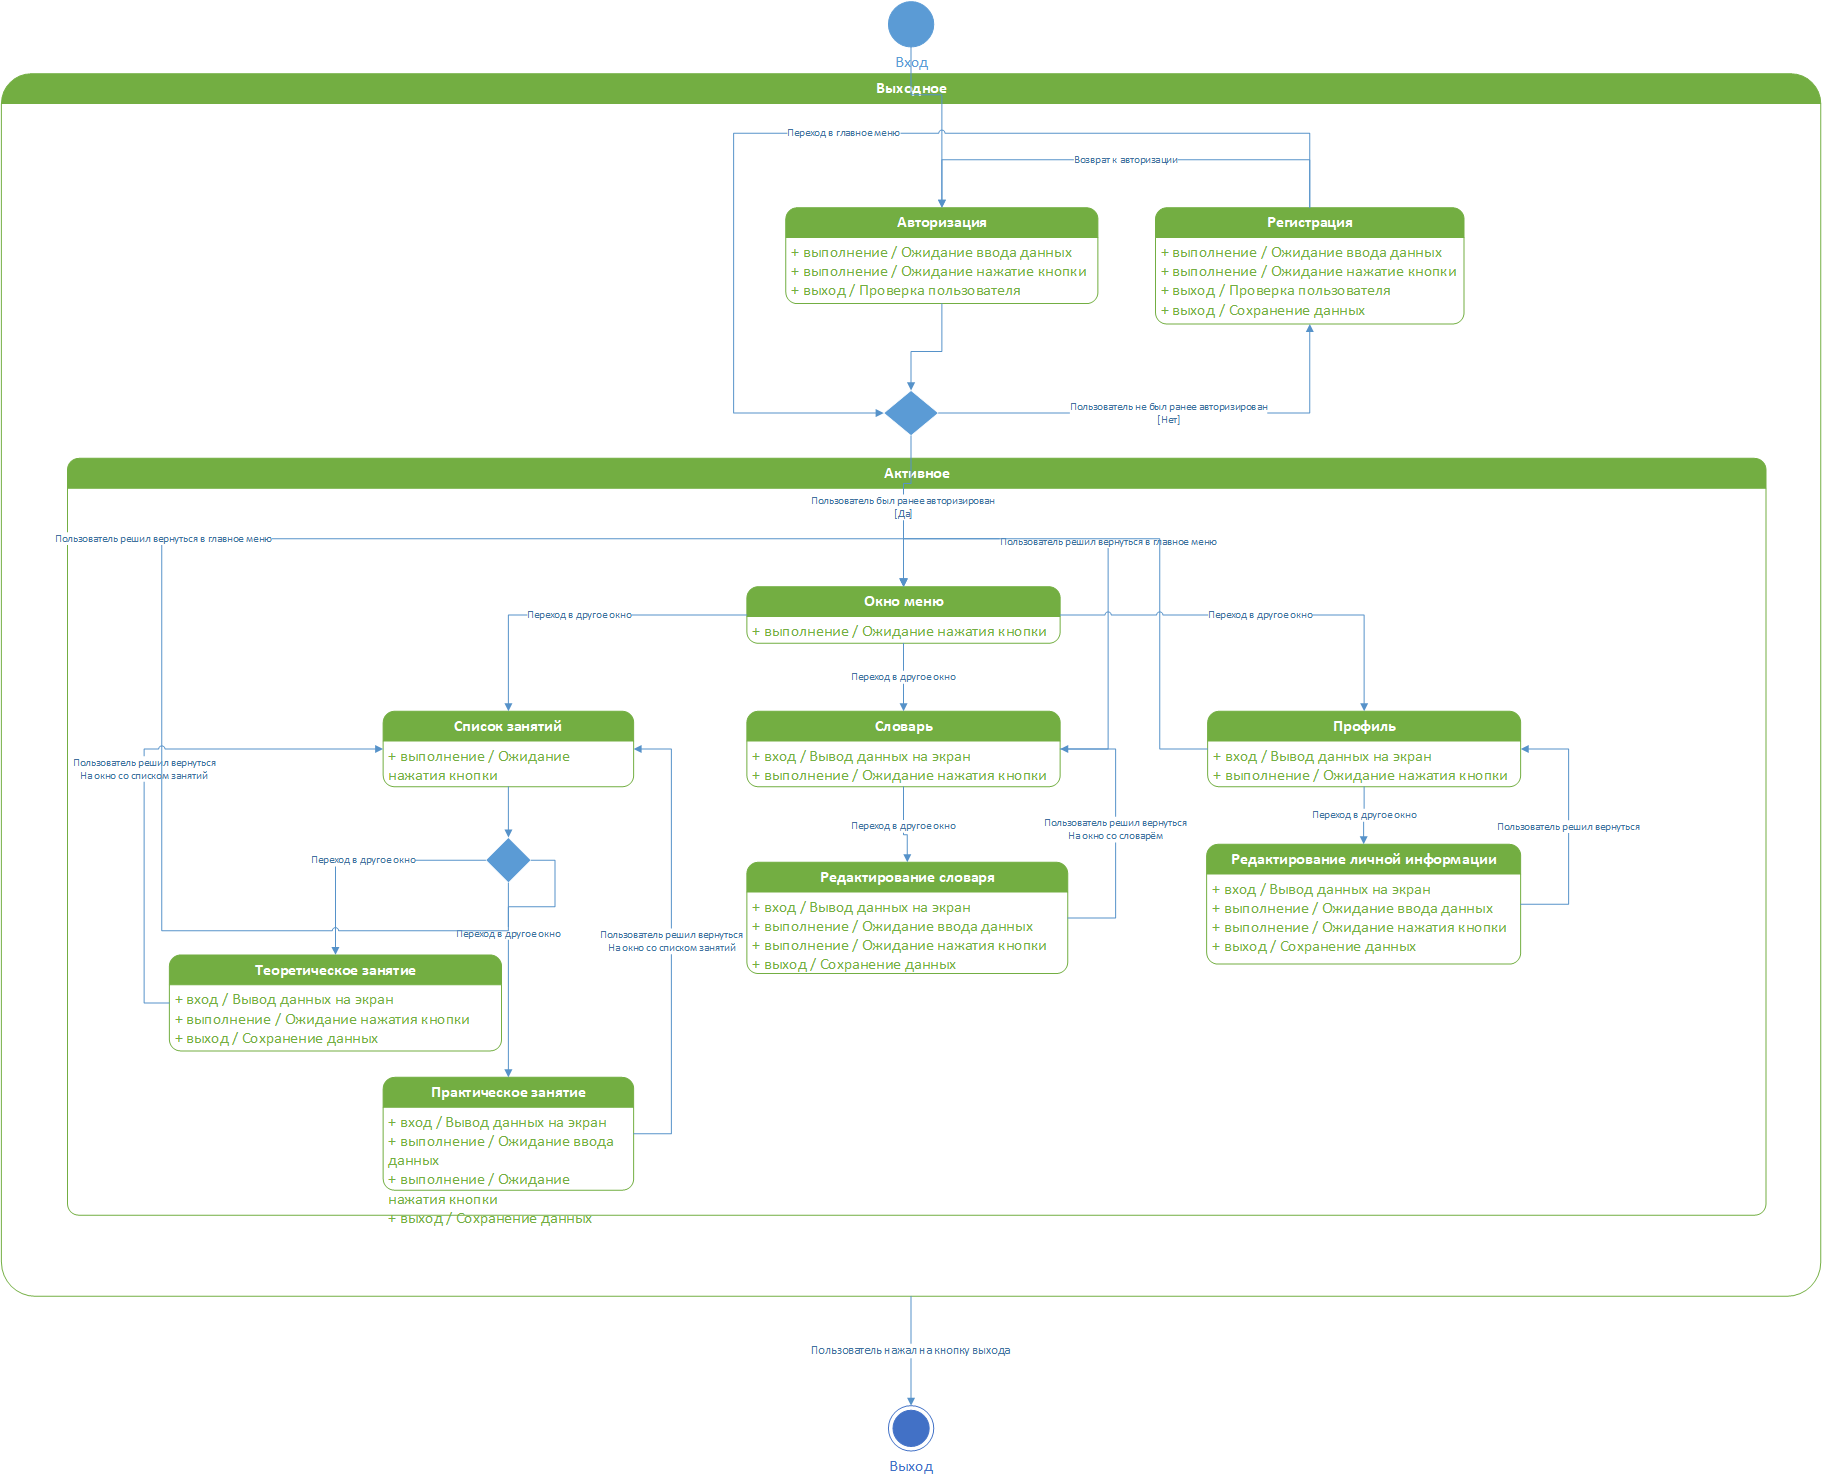 Вход
Выходное
Переход в главное меню
Возврат к авторизации
Авторизация
+ выполнение / Ожидание ввода данных
+ выполнение / Ожидание нажатие кнопки
+ выход / Проверка пользователя
Регистрация
+ выполнение / Ожидание ввода данных
+ выполнение / Ожидание нажатие кнопки
+ выход / Проверка пользователя
+ выход / Сохранение данных
Пользователь не был ранее авторизирован
[Нет]
Активное
Пользователь был ранее авторизирован
[Да]
Пользователь решил вернуться в главное меню
Пользователь решил вернуться в главное меню
Окно меню
+ выполнение / Ожидание нажатия кнопки
Переход в другое окно
Переход в другое окно
Переход в другое окно
Список занятий
+ выполнение / Ожидание
нажатия кнопки
Словарь
+ вход / Вывод данных на экран
+ выполнение / Ожидание нажатия кнопки
Профиль
+ вход / Вывод данных на экран
+ выполнение / Ожидание нажатия кнопки
Пользователь решил вернуться
На окно со списком занятий
Переход в другое окно
Пользователь решил вернуться
На окно со словарём
Переход в другое окно
Пользователь решил вернуться
Переход в другое окно
Переход в другое окно
Пользователь решил вернуться
На окно со списком занятий
Редактирование словаря
+ вход / Вывод данных на экран
+ выполнение / Ожидание ввода данных
+ выполнение / Ожидание нажатия кнопки
+ выход / Сохранение данных
Редактирование личной информации
+ вход / Вывод данных на экран
+ выполнение / Ожидание ввода данных
+ выполнение / Ожидание нажатия кнопки
+ выход / Сохранение данных
Теоретическое занятие
+ вход / Вывод данных на экран
+ выполнение / Ожидание нажатия кнопки
+ выход / Сохранение данных
Практическое занятие
+ вход / Вывод данных на экран
+ выполнение / Ожидание ввода
данных
+ выполнение / Ожидание
нажатия кнопки
+ выход / Сохранение данных
Пользователь нажал на кнопку выхода
Выход